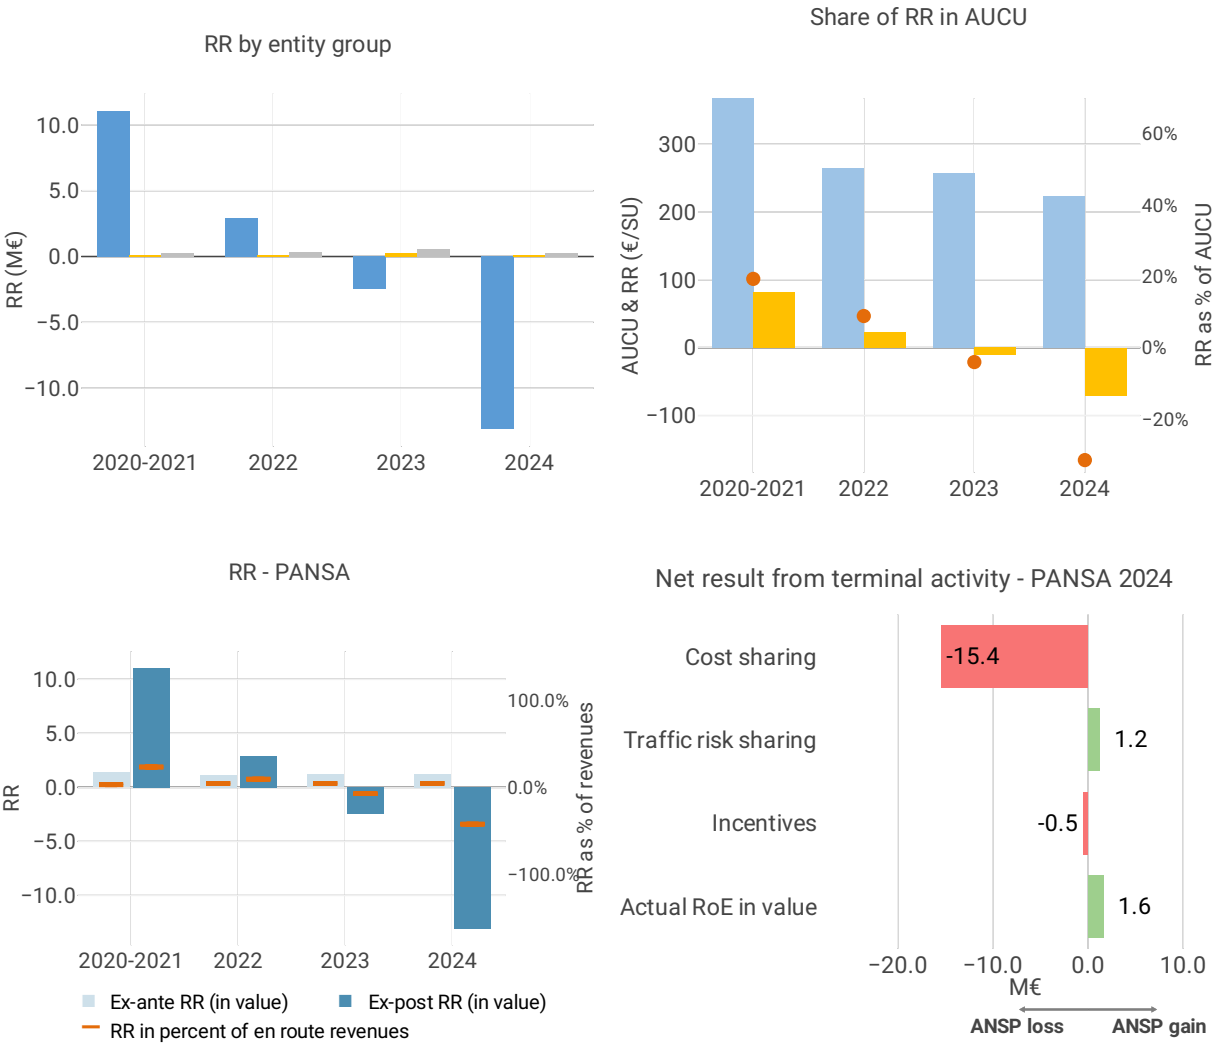 RR by entity group
RR (M€)
10.0
5.0
0.0
−5.0
−10.0
2020-2021
2022
2023
2024
Share of RR in AUCU
AUCU & RR (€/SU)
300
200
100
0
−100
60%
40%
20%
0%
−20%
RR as % of AUCU
2020-2021
2022
2023
2024
RR - PANSA
RR
10.0
5.0
0.0
−5.0
−10.0
100.0%
0.0%
−100.0%
RR as % of revenues
2020-2021
2022
2023
2024
Ex-ante RR (in value)
Ex-post RR (in value)
RR in percent of en route revenues
Net result from terminal activity - PANSA 2024
Cost sharing
-15.4
Traffic risk sharing
1.2
Incentives
-0.5
Actual RoE in value
1.6
−20.0
−10.0
0.0
10.0
M€
ANSP loss
ANSP gain